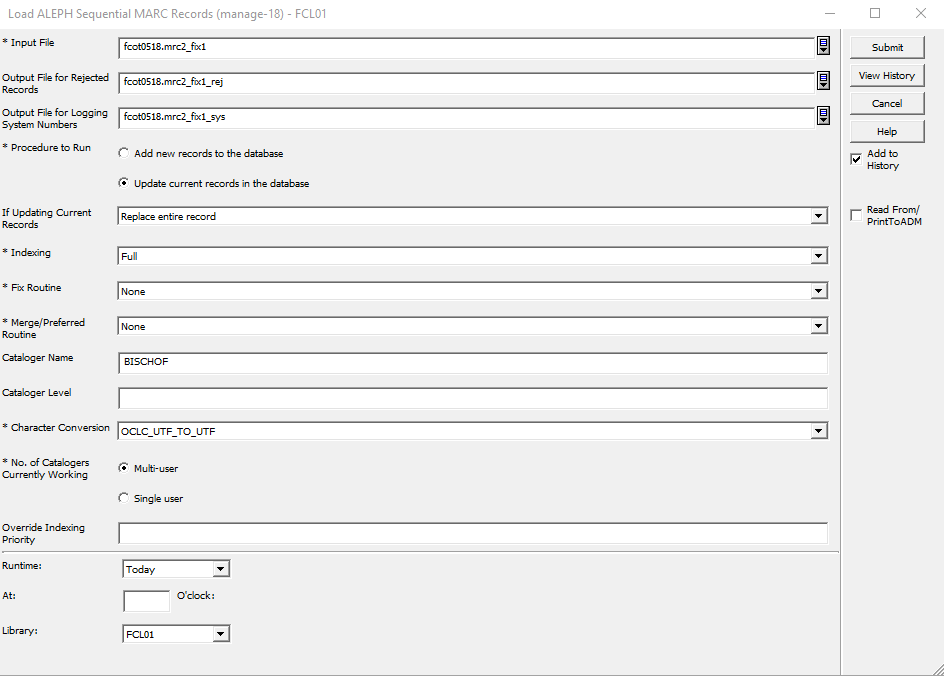 Load ALEPH Sequential MARC Records (manage-18) - FCL01
* Input File
fcot0518.mrc2_fix1
Submit
Output File for Rejected
Records
fcot0518.mrc2_fix1_rej
View History
Output File for Logging
System Numbers
fcot0518.mrc2_fix1_sys
Cancel
Help
* Procedure to Run
Add new records to the database
Update current records in the database
Add to
History
If Updating Current
Records
Replace entire record
Read From/
PrintToADM
* Indexing
Full
* Fix Routine
None
* Merge/Preferred
Routine
None
Cataloger Name
BISCHOF
Cataloger Level
* Character Conversion
OCLC_UTF_TO_UTF
* No. of Catalogers
Currently Working
Multi-user
Single user
Override Indexing
Priority
Runtime:
Today
At:
O'clock:
Library:
FCL01